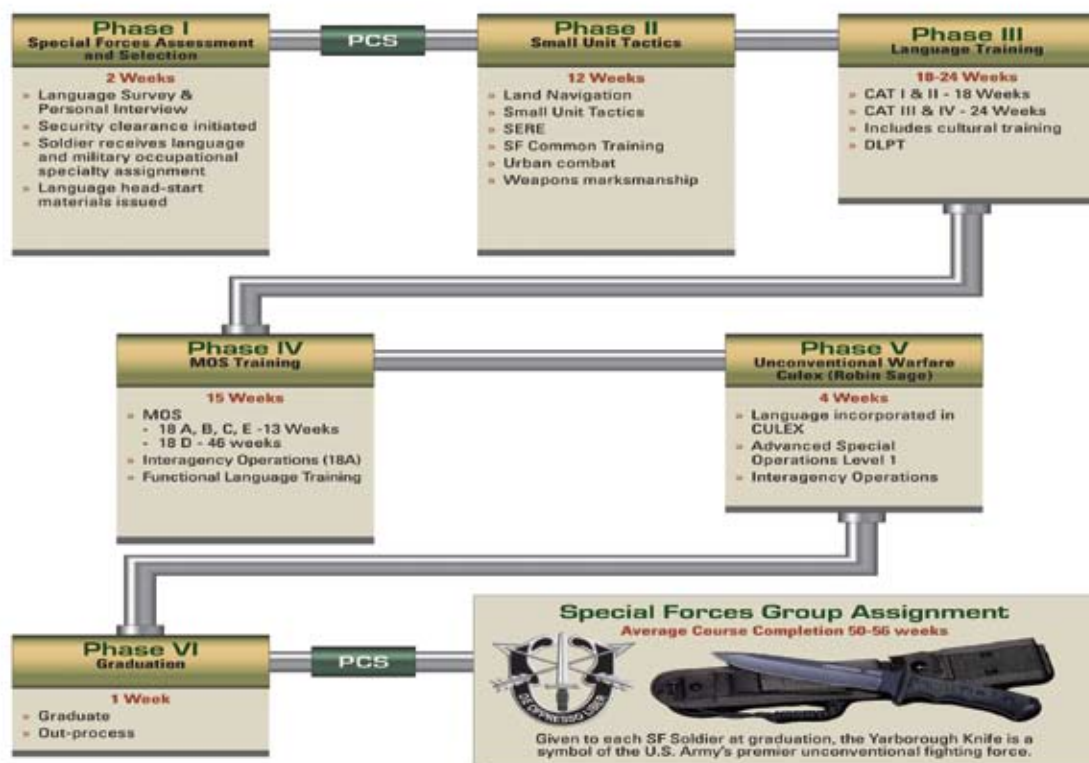 Phase I
Special Forces Assessment
and Selection
2 Weeks
» Language Survey &
Personal Interview
» Security clearance initiated
» Soldier receives language
and military occupational
specialty assignment
» Language head-start
materials issued
PCS
Phase II
Small Unit Tactics
12 Weeks
» Land Navigation
» Small Unit Tactics
» SERE
» SF Common Training
» Urban combat
» Weapons marksmanship
Phase III
Language Training
18-24 Weeks
» CAT I & II - 18 Weeks
» CAT III & IV - 24 Weeks
» Includes cultural training
» DLPT
Phase IV
MOS Training
15 Weeks
» MOS
- 18 A, B, C, E -13 Weeks
- 18 D - 46 weeks
» Interagency Operations (18A)
» Functional Language Training
Phase V
Unconventional Warfare
Culex (Robin Sage)
4 Weeks
» Language incorporated in
CULEX
» Advanced Special
Operations Level 1
» Interagency Operations
Phase VI
Graduation
1 Week
» Graduate
» Out-process
PCS
Special Forces Group Assignment
Average Course Completion 50-56 weeks
DE OPPRESSO LIBER
Given to each SF Soldier at graduation, the Yarborough Knife is a
symbol of the U.S. Army's premier unconventional fighting force.